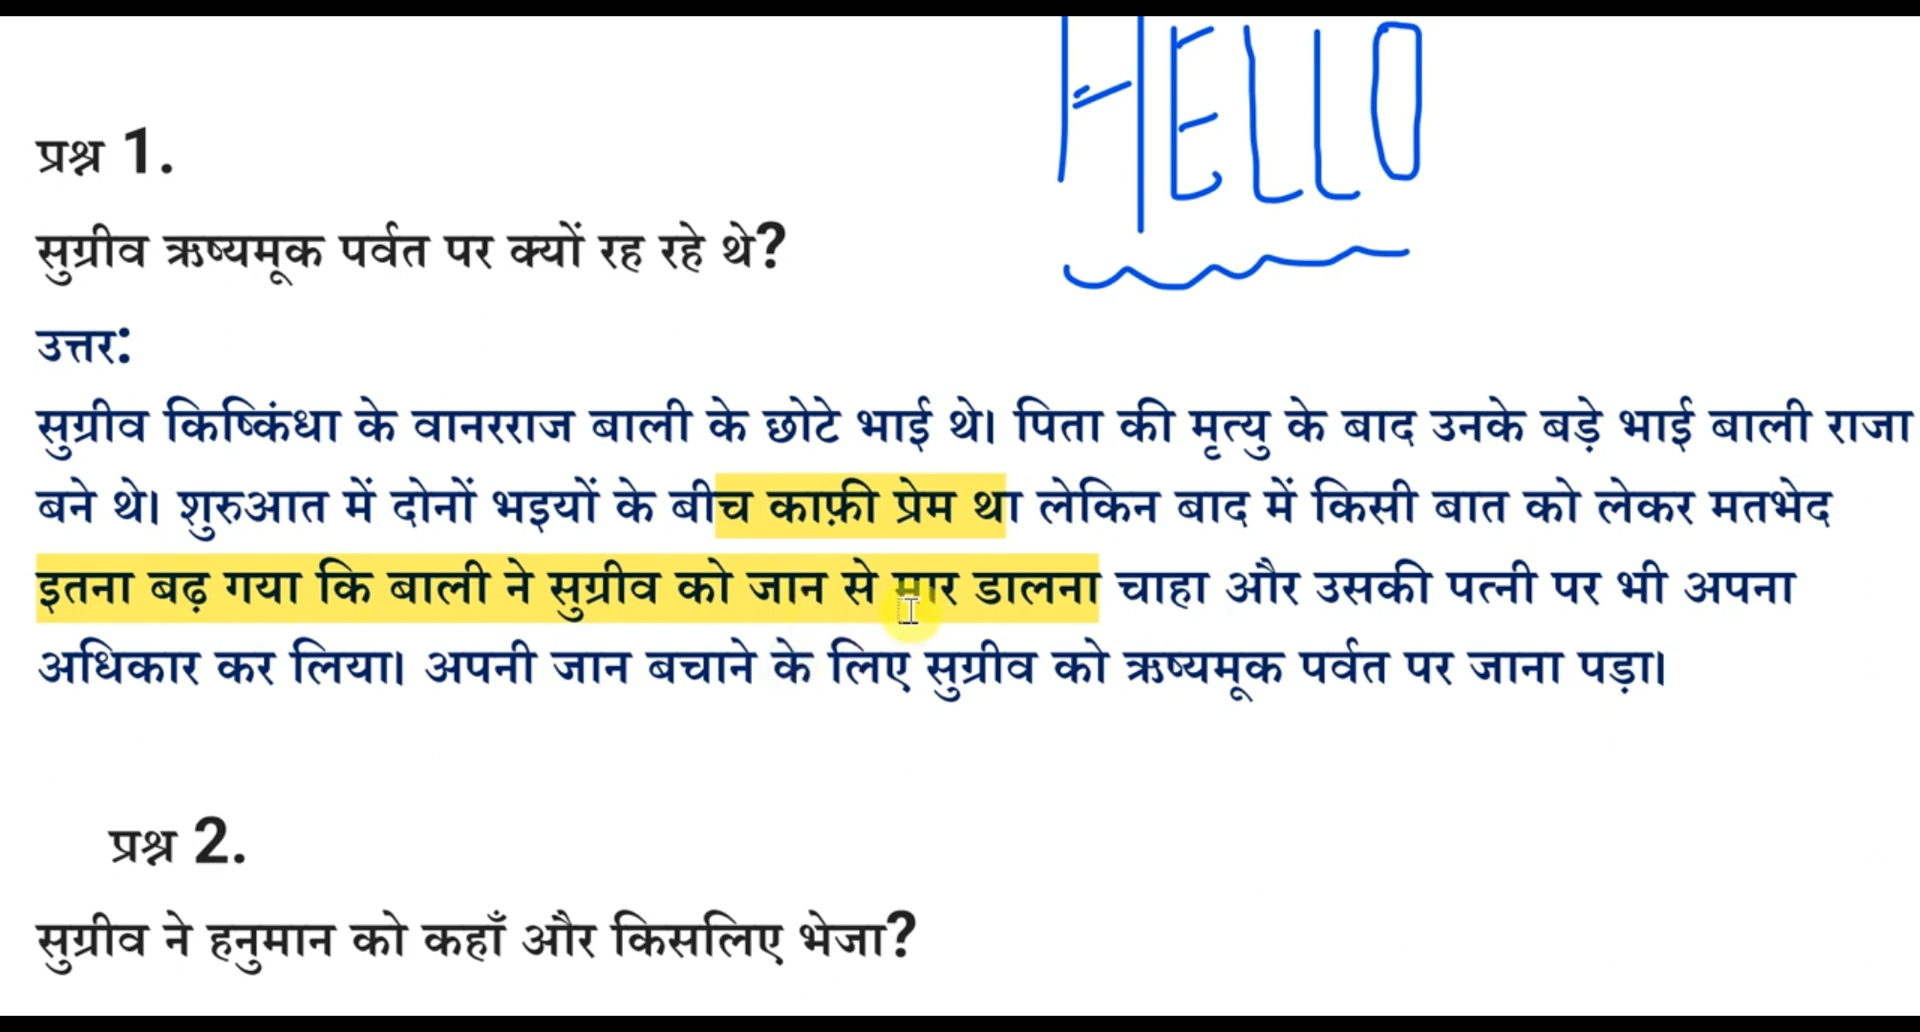 HELLO
प्रश्न 1.
सुग्रीव ऋष्यमूक पर्वत पर क्यों रह रहे थे?
उत्तर:
सुग्रीव किष्किंधा के वानरराज बाली के छोटे भाई थे। पिता की मृत्यु के बाद उनके बड़े भाई बाली राजा
बने थे। शुरुआत में दोनों भइयों के बीच काफ़ी प्रेम था लेकिन बाद में किसी बात को लेकर मतभेद
इतना बढ़ गया कि बाली ने सुग्रीव को जान से मार डालना चाहा और उसकी पत्नी पर भी अपना
अधिकार कर लिया। अपनी जान बचाने के लिए सुग्रीव को ऋष्यमूक पर्वत पर जाना पड़ा।
प्रश्न 2.
सुग्रीव ने हनुमान को कहाँ और किसलिए भेजा?